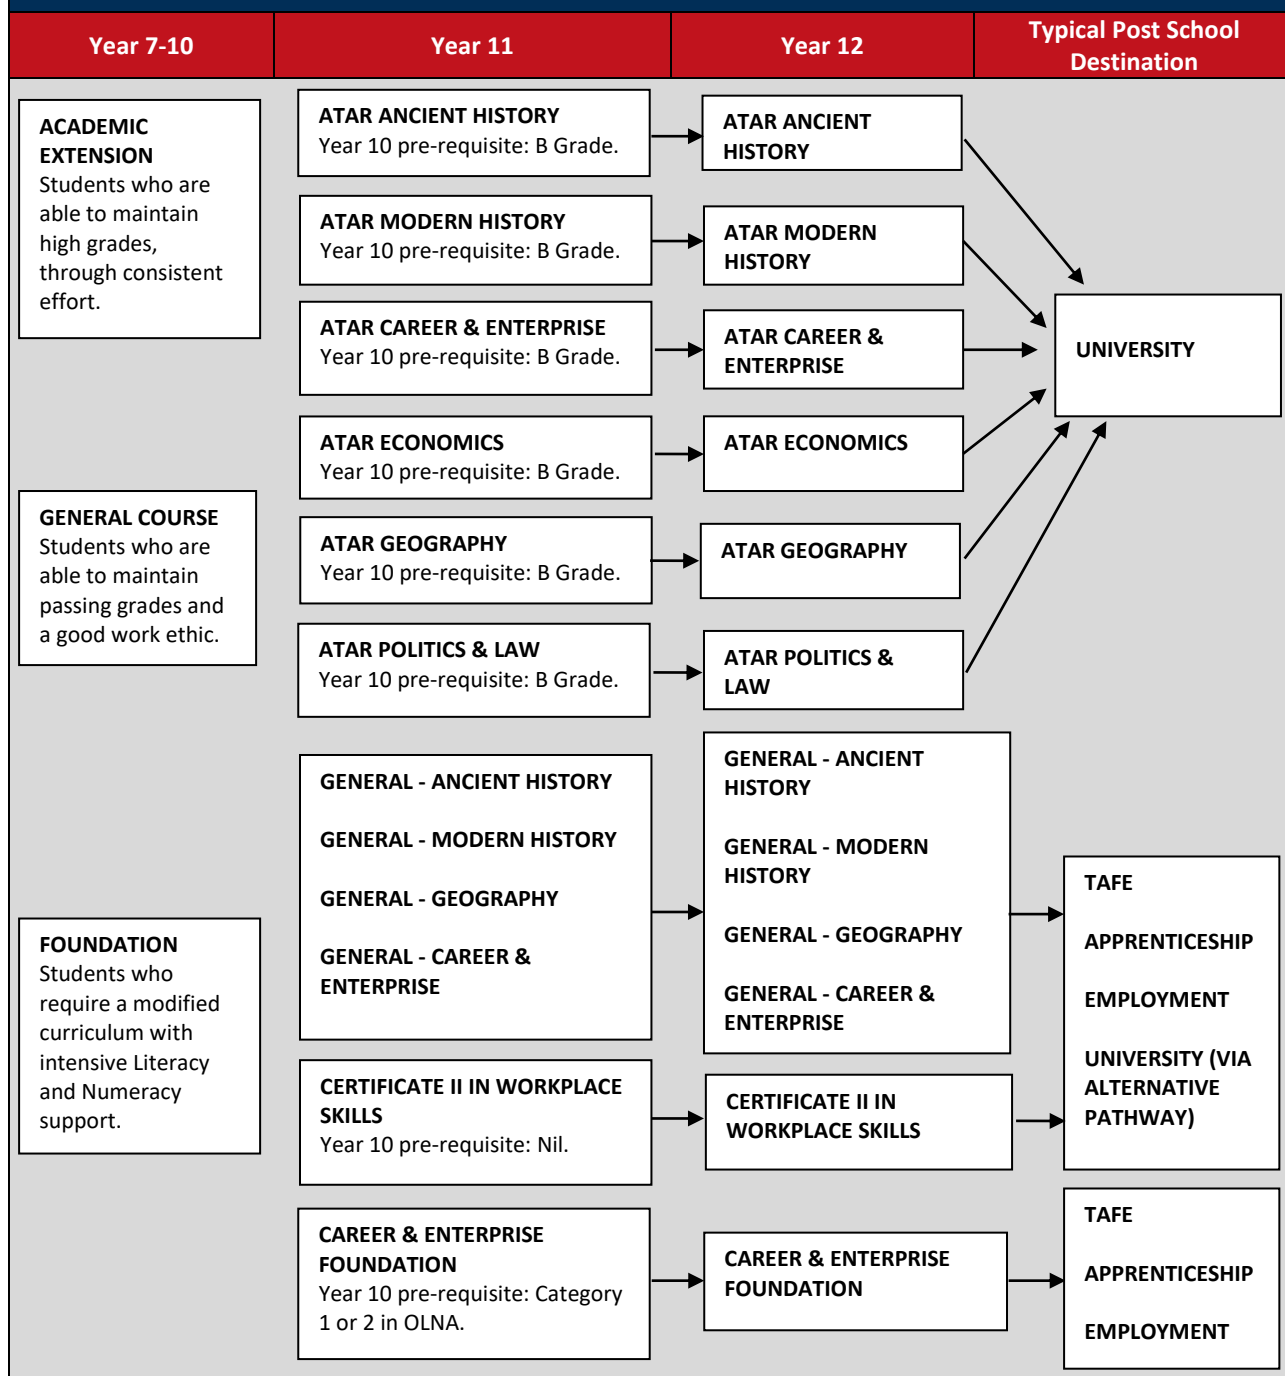 Year 7-10
Year 11
Year 12
Typical Post School
Destination
ACADEMIC
EXTENSION
Students who are
able to maintain
high grades,
through consistent
effort.
GENERAL COURSE
Students who are
able to maintain
passing grades and
a good work ethic.
FOUNDATION
Students who
require a modified
curriculum with
intensive Literacy
and Numeracy
support.
ATAR ANCIENT HISTORY
Year 10 pre-requisite: B Grade.
ATAR MODERN HISTORY
Year 10 pre-requisite: B Grade.
ATAR CAREER & ENTERPRISE
Year 10 pre-requisite: B Grade.
ATAR ECONOMICS
Year 10 pre-requisite: B Grade.
ATAR GEOGRAPHY
Year 10 pre-requisite: B Grade.
ATAR POLITICS & LAW
Year 10 pre-requisite: B Grade.
GENERAL - ANCIENT HISTORY
GENERAL - MODERN HISTORY
GENERAL - GEOGRAPHY
GENERAL - CAREER &
ENTERPRISE
CERTIFICATE II IN WORKPLACE
SKILLS
Year 10 pre-requisite: Nil.
CAREER & ENTERPRISE
FOUNDATION
Year 10 pre-requisite: Category
1 or 2 in OLNA.
ATAR ANCIENT
HISTORY
ATAR MODERN
HISTORY
ATAR CAREER &
ENTERPRISE
ATAR ECONOMICS
ATAR GEOGRAPHY
ATAR POLITICS &
LAW
GENERAL - ANCIENT
HISTORY
GENERAL - MODERN
HISTORY
GENERAL - GEOGRAPHY
GENERAL - CAREER &
ENTERPRISE
CERTIFICATE II IN
WORKPLACE SKILLS
CAREER & ENTERPRISE
FOUNDATION
UNIVERSITY
TAFE
APPRENTICESHIP
EMPLOYMENT
UNIVERSITY (VIA
ALTERNATIVE
PATHWAY)
TAFE
APPRENTICESHIP
EMPLOYMENT